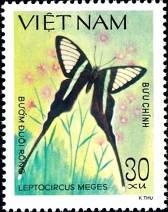 VIỆT NAM
BƯU CHÍNH
BƯỚM ĐUÔI RỒNG
LEPTOCIRCUS MEGES
30
XU
K.THU